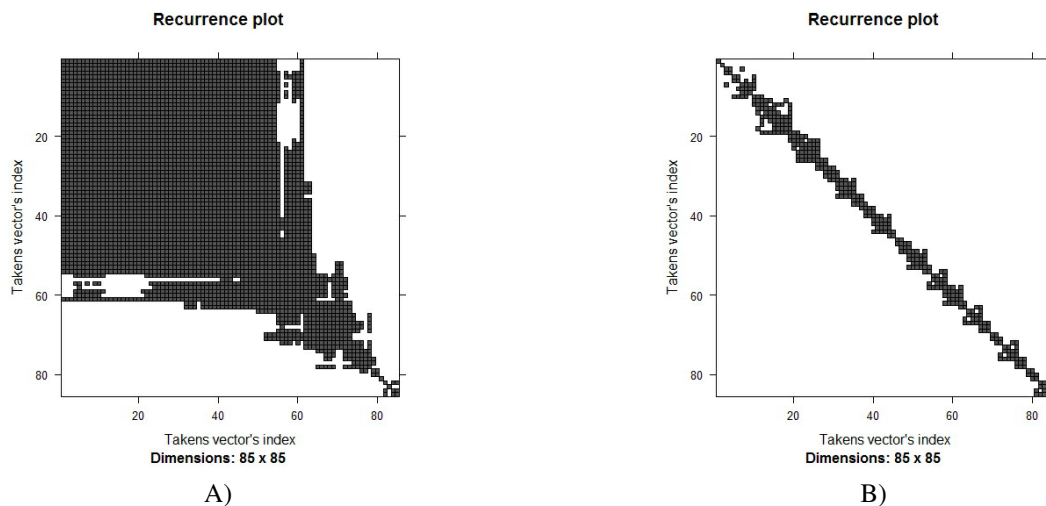 Recurrence plot
Takens vector's index
20
40
60
80
20 40 60 80
Takens vector's index
Dimensions: 85 x 85
A)
Recurrence plot
Takens vector's index
20
40
60
80
20 40 60 80
Takens vector's index
Dimensions: 85 x 85
B)